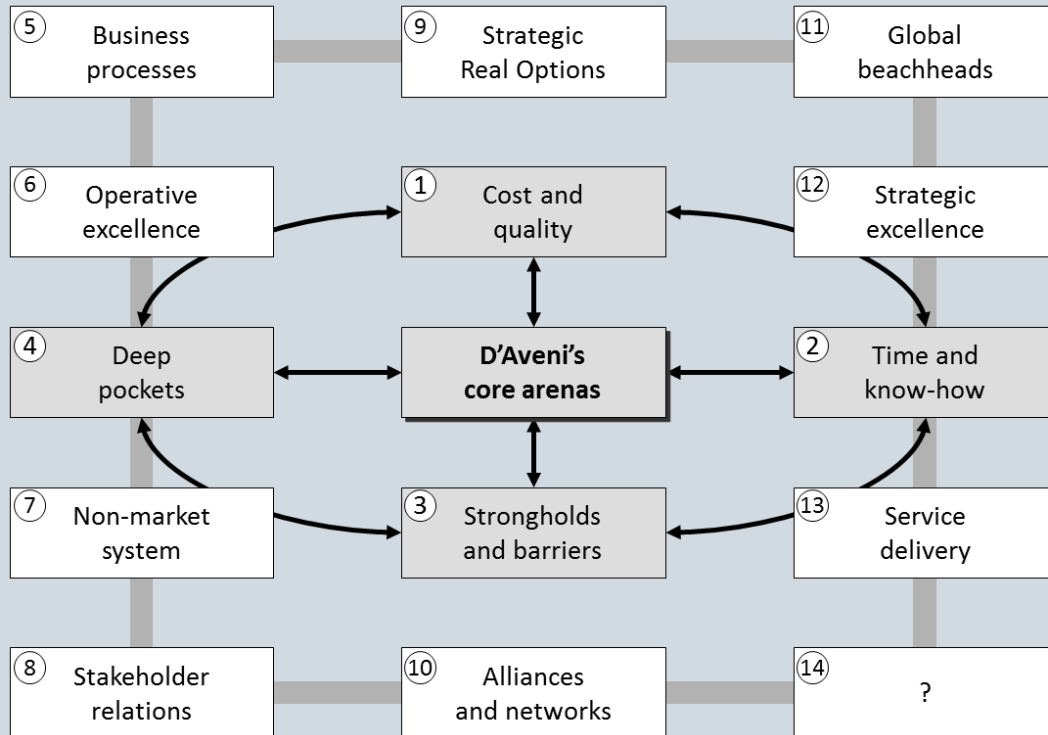 5
Business
processes
9
Strategic
Real Options
11
Global
beachheads
6
Operative
excellence
1
Cost and
quality
12
Strategic
excellence
4
Deep
pockets
D’Aveni’s
core arenas
2
Time and
know-how
7
Non-market
system
3
Strongholds
and barriers
13
Service
delivery
8
Stakeholder
relations
10
Alliances
and networks
14
?